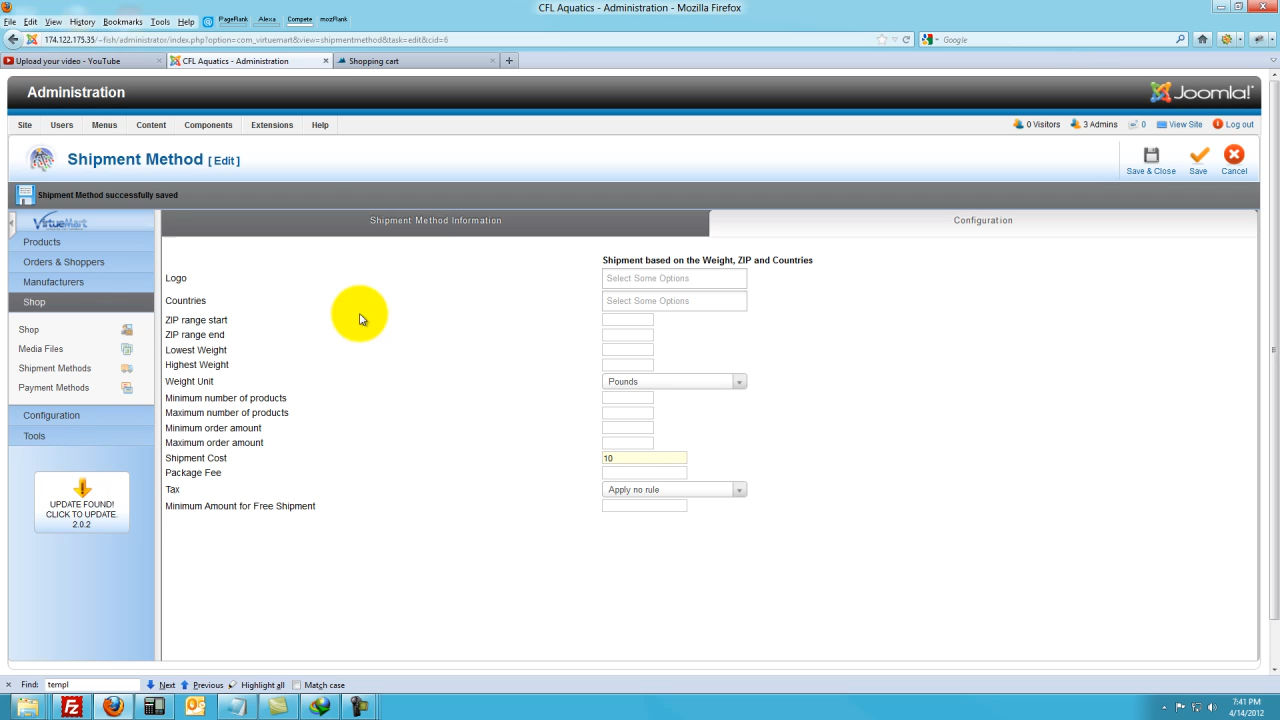 CFL Aquatics - Administration - Mozilla Firefox
File Edit View History Bookmarks Tools Help PageRank Alexa Compete mozRank
174.122.175.35/~fish/administrator/index.php?option=com_virtuemart&view=shipmentmethod&task=edit&cid=6
Google
Upload your video - YouTube
CFL Aquatics - Administration
Shopping cart
Administration
Joomla!
Site Users Menus Content Components Extensions Help
0 Visitors 3 Admins 0 View Site Log out
Shipment Method [ Edit ]
Save & Close Save Cancel
Shipment Method successfully saved
VirtueMart
Products
Orders & Shoppers
Manufacturers
Shop
Shop
Media Files
Shipment Methods
Payment Methods
Configuration
Tools
UPDATE FOUND!
CLICK TO UPDATE.
2.0.2
Shipment Method Information
Configuration
Shipment based on the Weight, ZIP and Countries
Logo Select Some Options
Countries Select Some Options
ZIP range start
ZIP range end
Lowest Weight
Highest Weight
Weight Unit Pounds
Minimum number of products
Maximum number of products
Minimum order amount
Maximum order amount
Shipment Cost 10
Package Fee
Tax Apply no rule
Minimum Amount for Free Shipment
Find: templ Next Previous Highlight all Match case
7:41 PM
4/14/2012